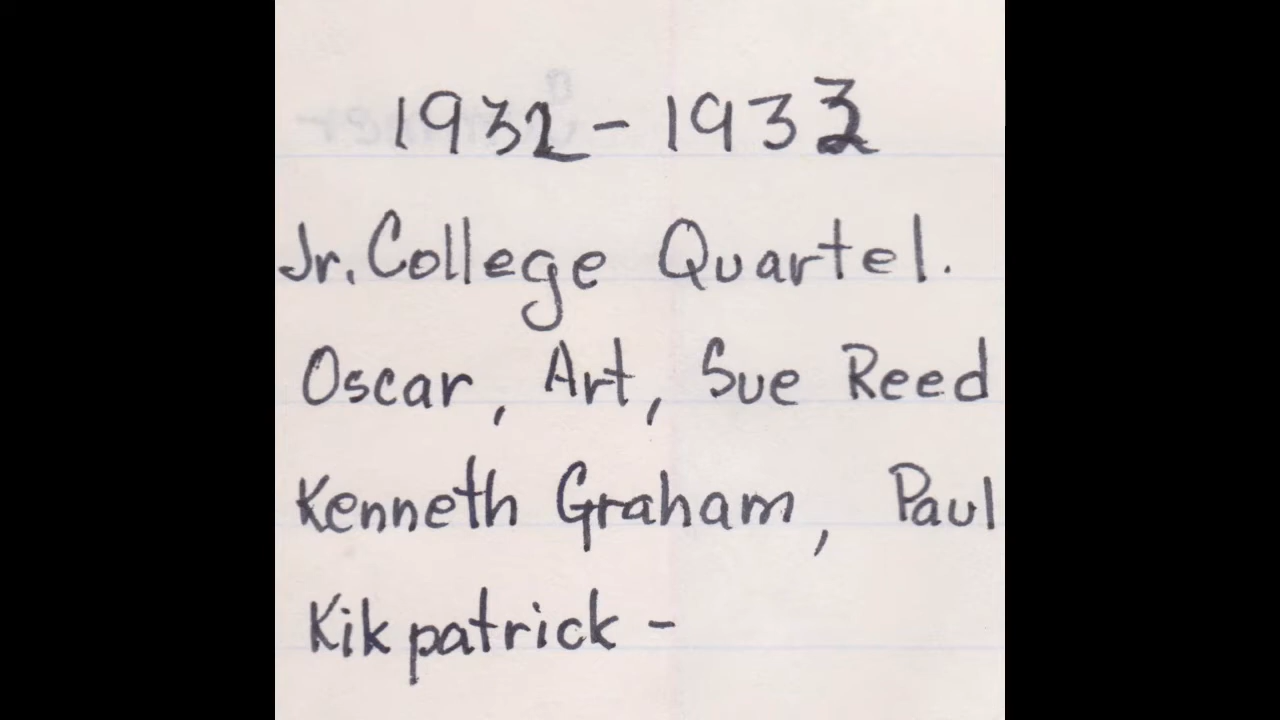 1932 - 1933
Jr. College Quartel.
Oscar, Art, Sue Reed
Kenneth Graham, Paul
Kikpatrick -